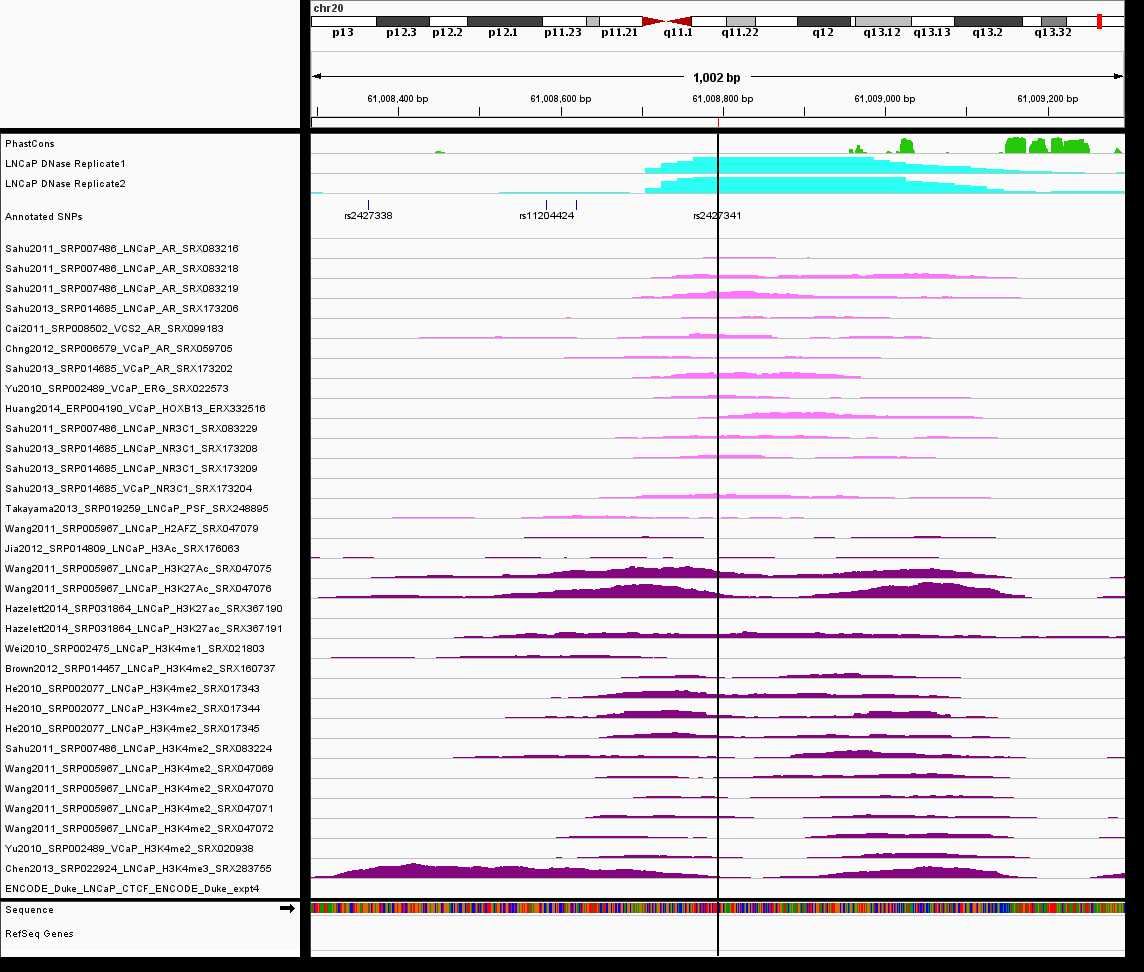 chr20
p13 p12.3 p12.2 p12.1 p11.23 p11.21 q11.1 q11.22 q12 q13.12 q13.13 q13.2 q13.32
1,002 bp
61,008,400 bp 61,008,600 bp 61,008,800 bp 61,009,000 bp 61,009,200 bp
PhastCons
LNCaP DNase Replicate1
LNCaP DNase Replicate2
Annotated SNPs
rs2427338 rs11204424 rs2427341
Sahu2011_SRP007486_LNCaP_AR_SRX083216
Sahu2011_SRP007486_LNCaP_AR_SRX083218
Sahu2011_SRP007486_LNCaP_AR_SRX083219
Sahu2013_SRP014685_LNCaP_AR_SRX173206
Cai2011_SRP008502_VCS2_AR_SRX099183
Chng2012_SRP006579_VCaP_AR_SRX059705
Sahu2013_SRP014685_VCaP_AR_SRX173202
Yu2010_SRP002489_VCaP_ERG_SRX022573
Huang2014_ERP004190_VCaP_HOXB13_ERX332516
Sahu2011_SRP007486_LNCaP_NR3C1_SRX083229
Sahu2013_SRP014685_LNCaP_NR3C1_SRX173208
Sahu2013_SRP014685_LNCaP_NR3C1_SRX173209
Sahu2013_SRP014685_VCaP_NR3C1_SRX173204
Takayama2013_SRP019259_LNCaP_PSF_SRX248895
Wang2011_SRP005967_LNCaP_H2AFZ_SRX047079
Jia2012_SRP014809_LNCaP_H3Ac_SRX176063
Wang2011_SRP005967_LNCaP_H3K27Ac_SRX047075
Wang2011_SRP005967_LNCaP_H3K27Ac_SRX047076
Hazelett2014_SRP031864_LNCaP_H3K27ac_SRX367190
Hazelett2014_SRP031864_LNCaP_H3K27ac_SRX367191
Wei2010_SRP002475_LNCaP_H3K4me1_SRX021803
Brown2012_SRP014457_LNCaP_H3K4me2_SRX160737
He2010_SRP002077_LNCaP_H3K4me2_SRX017343
He2010_SRP002077_LNCaP_H3K4me2_SRX017344
He2010_SRP002077_LNCaP_H3K4me2_SRX017345
Sahu2011_SRP007486_LNCaP_H3K4me2_SRX083224
Wang2011_SRP005967_LNCaP_H3K4me2_SRX047069
Wang2011_SRP005967_LNCaP_H3K4me2_SRX047070
Wang2011_SRP005967_LNCaP_H3K4me2_SRX047071
Wang2011_SRP005967_LNCaP_H3K4me2_SRX047072
Yu2010_SRP002489_VCaP_H3K4me2_SRX020938
Chen2013_SRP022924_LNCaP_H3K4me3_SRX283755
ENCODE_Duke_LNCaP_CTCF_ENCODE_Duke_expt4
Sequence
RefSeq Genes